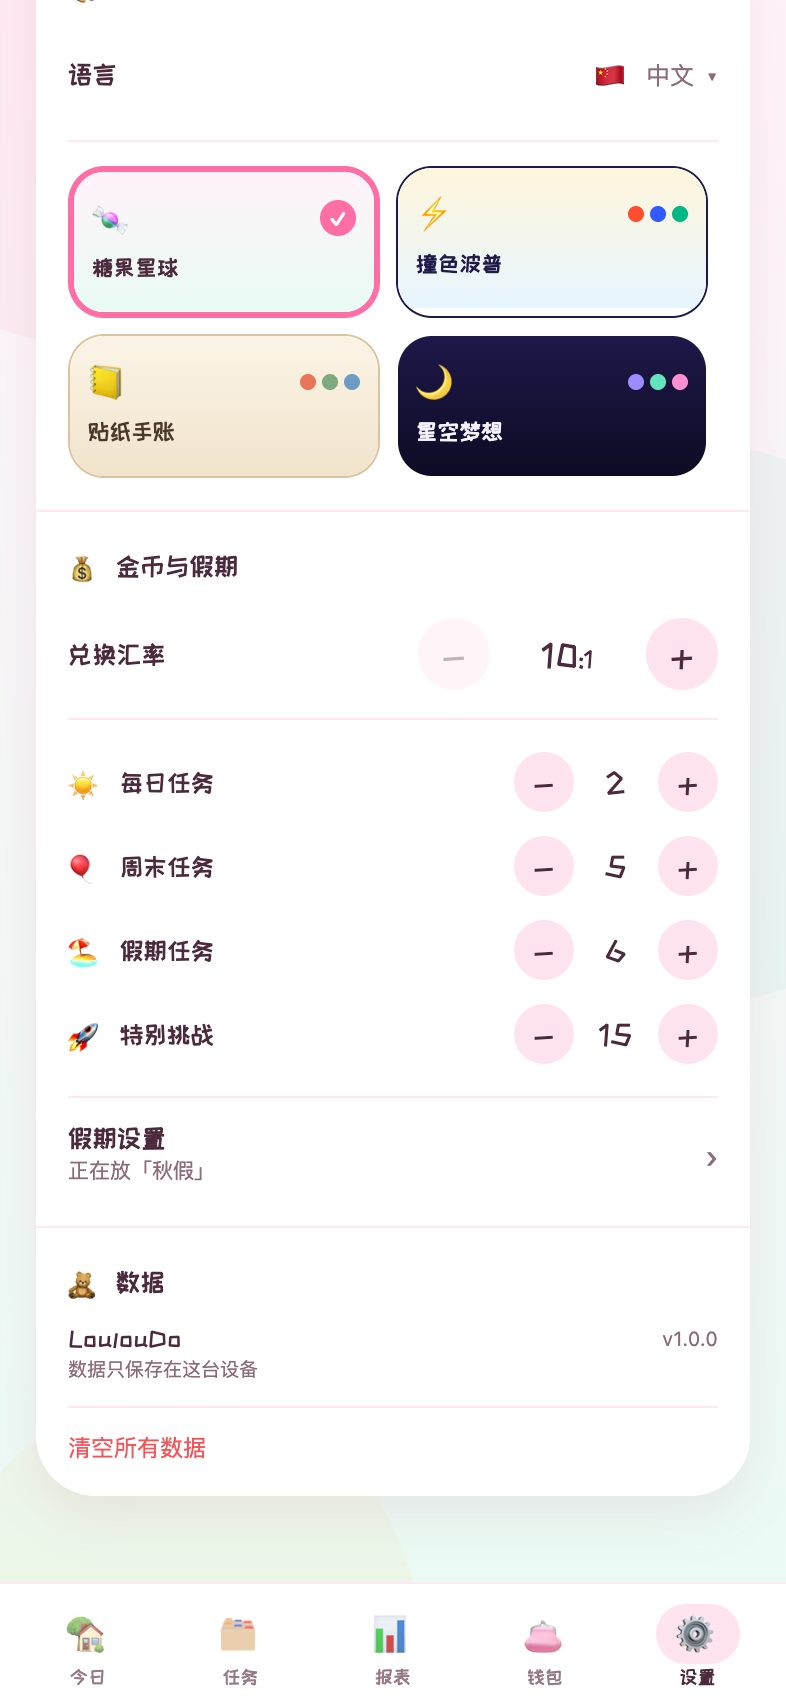 语言
中文
糖果星球
撞色波普
贴纸手账
星空梦想
金币与假期
兑换汇率
− 10:1 +
每日任务 − 2 +
周末任务 − 5 +
假期任务 − 6 +
特别挑战 − 15 +
假期设置
正在放「秋假」
数据
LoulouDo v1.0.0
数据只保存在这台设备
清空所有数据
今日
任务
报表
钱包
设置